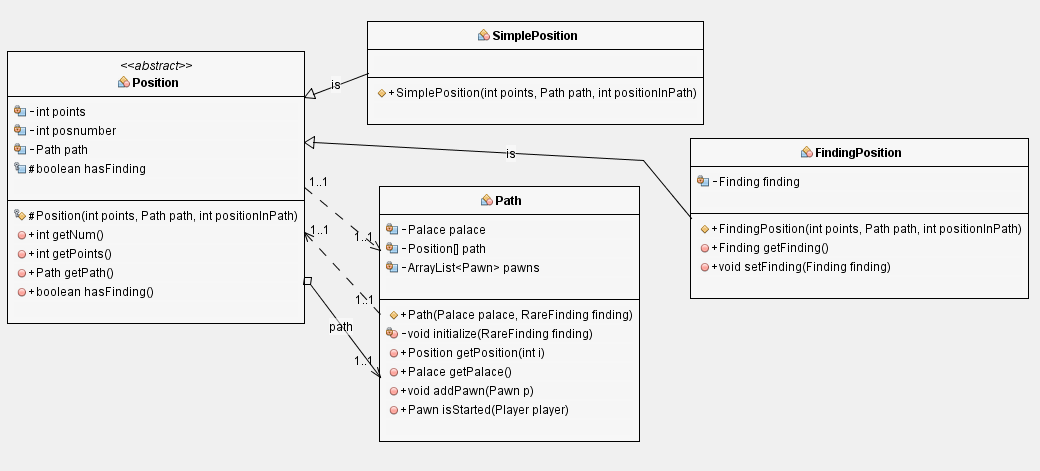 <<abstract>>
Position
-int points
-int posnumber
-Path path
#boolean hasFinding
#Position(int points, Path path, int positionInPath)
+int getNum()
+int getPoints()
+Path getPath()
+boolean hasFinding()
SimplePosition
+SimplePosition(int points, Path path, int positionInPath)
is
is
FindingPosition
-Finding finding
+FindingPosition(int points, Path path, int positionInPath)
+Finding getFinding()
+void setFinding(Finding finding)
1..1
1..1
1..1
1..1
path
1..1
Path
-Palace palace
-Position[] path
-ArrayList<Pawn> pawns
+Path(Palace palace, RareFinding finding)
-void initialize(RareFinding finding)
+Position getPosition(int i)
+Palace getPalace()
+void addPawn(Pawn p)
+Pawn isStarted(Player player)